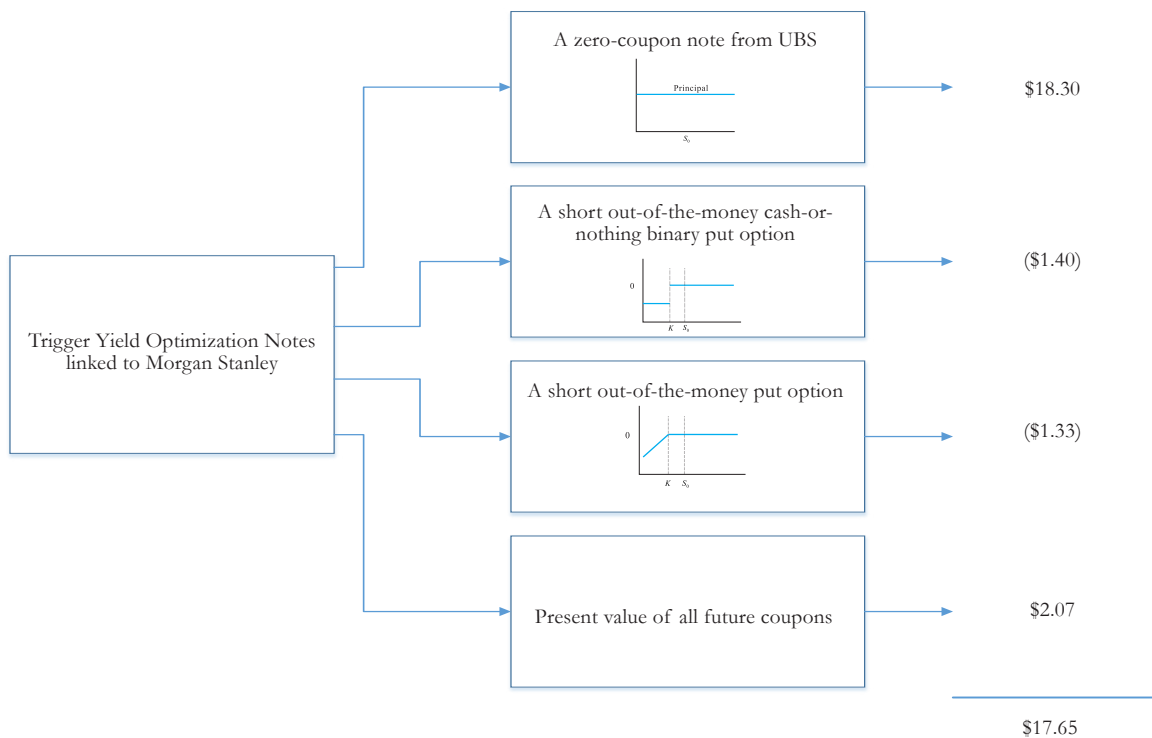 A zero-coupon note from UBS
Principal
S0
$18.30
A short out-of-the-money cash-or-
nothing binary put option
0
K S0
($1.40)
Trigger Yield Optimization Notes
linked to Morgan Stanley
A short out-of-the-money put option
0
K S0
($1.33)
Present value of all future coupons
$2.07
$17.65